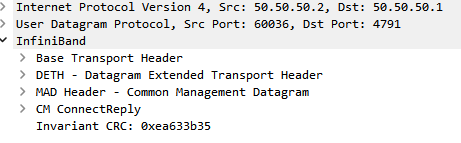 Internet Protocol Version 4, Src: 50.50.50.2, Dst: 50.50.50.1
User Datagram Protocol, Src Port: 60036, Dst Port: 4791
InfiniBand
Base Transport Header
DETH - Datagram Extended Transport Header
MAD Header - Common Management Datagram
CM ConnectReply
Invariant CRC: 0xea633b35